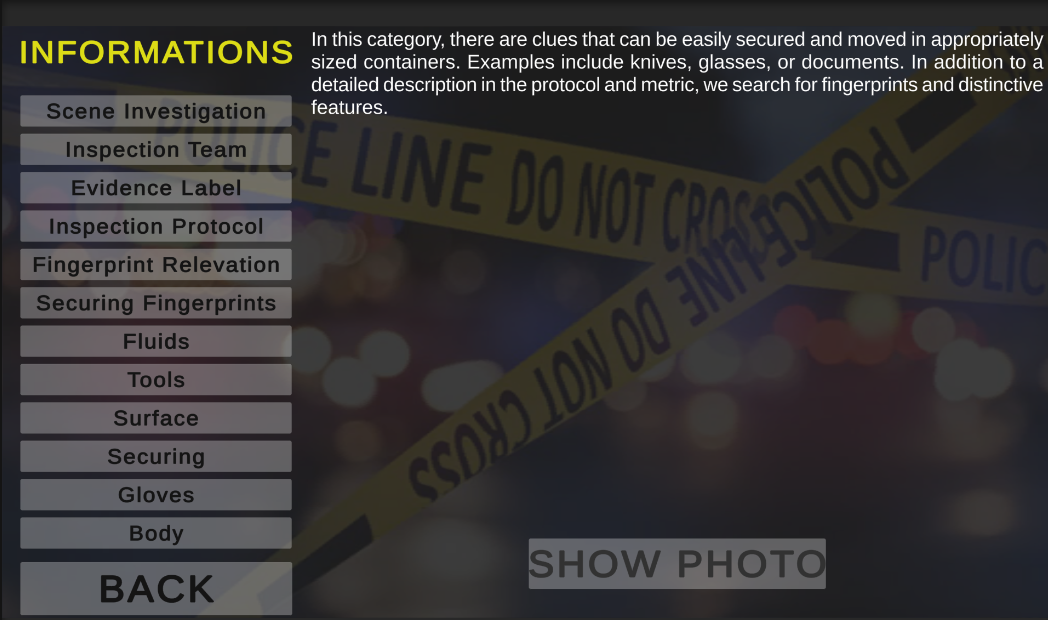 INFORMATIONS
Scene Investigation
Inspection Team
Evidence Label
Inspection Protocol
Fingerprint Relevation
Securing Fingerprints
Fluids
Tools
Surface
Securing
Gloves
Body
BACK
In this category, there are clues that can be easily secured and moved in appropriately
sized containers. Examples include knives, glasses, or documents. In addition to a
detailed description in the protocol and metric, we search for fingerprints and distinctive
features.
POLICE LINE DO NOT CROSS
POLIC
POLICE LINE DO NOT CROSS
SHOW PHOTO